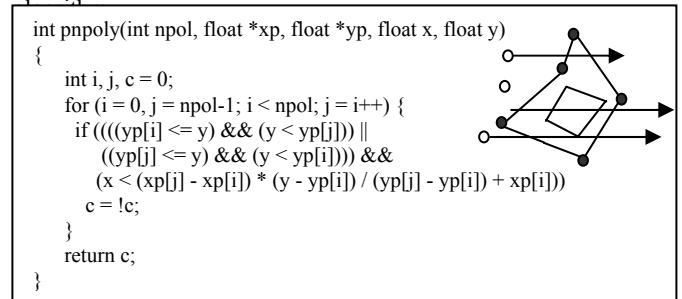 int pnpoly(int npol, float *xp, float *yp, float x, float y)
{
int i, j, c = 0;
for (i = 0, j = npol-1; i < npol; j = i++) {
if ((((yp[i] <= y) && (y < yp[j])) ||
((yp[j] <= y) && (y < yp[i]))) &&
(x < (xp[j] - xp[i]) * (y - yp[i]) / (yp[j] - yp[i]) + xp[i]))
c = !c;
}
return c;
}